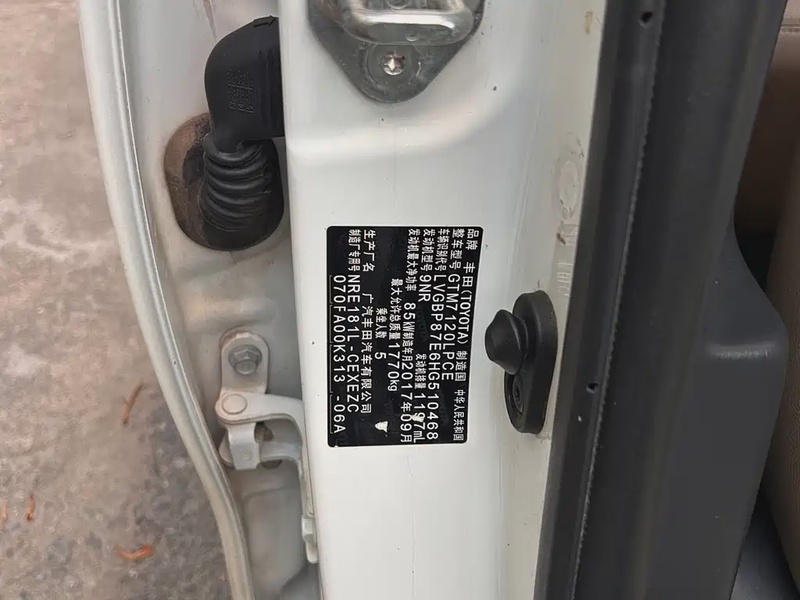 品牌 丰田(TOYOTA) 制造国 中华人民共和国
整车型号 GTM7120LPCE
车辆识别代号 LVGBP87EPHG510468
发动机型号 9NR 发动机排量 1197mL
发动机最大净功率 85kW 制造年月 2017年09月
最大允许总质量 1770kg
乘坐人数 5
生产厂名 广汽丰田汽车有限公司
制造厂专用号 NRE181L-CEXEZC
070FA00K313 -06A